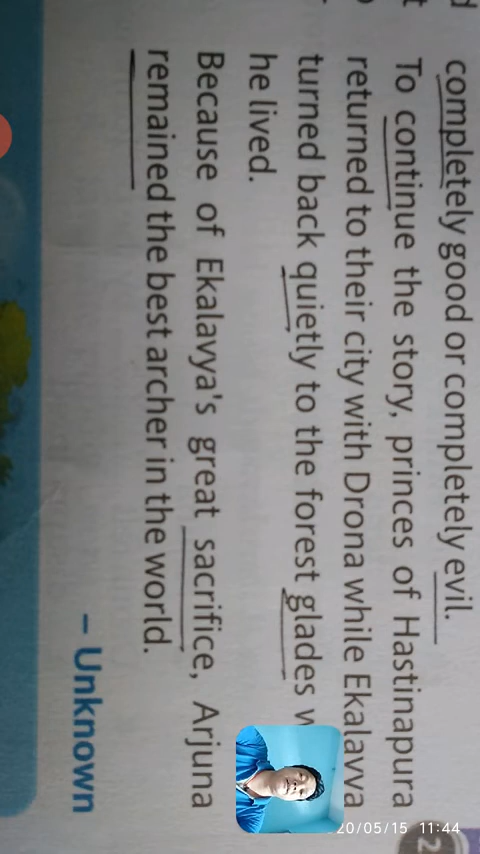 completely good or completely evil.
To continue the story, princes of Hastinapura
returned to their city with Drona while Ekalavya
turned back quietly to the forest glades
he lived.
Because of Ekalavya's great sacrifice, Arjuna
remained the best archer in the world.
– Unknown
2
20/05/15 11:44